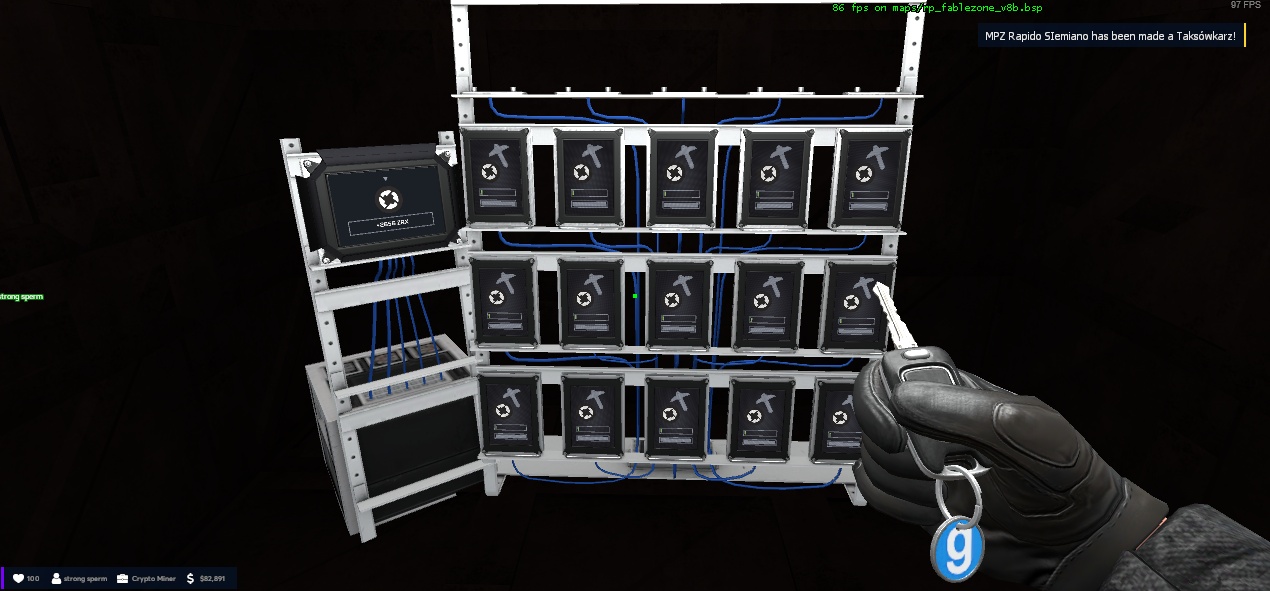 86 fps on maps/rp_fablezone_v8b.bsp
97 FPS
MPZ Rapido SIemiano has been made a Taksówkarz!
strong sperm
100
strong sperm
Crypto Miner
$82,891
g